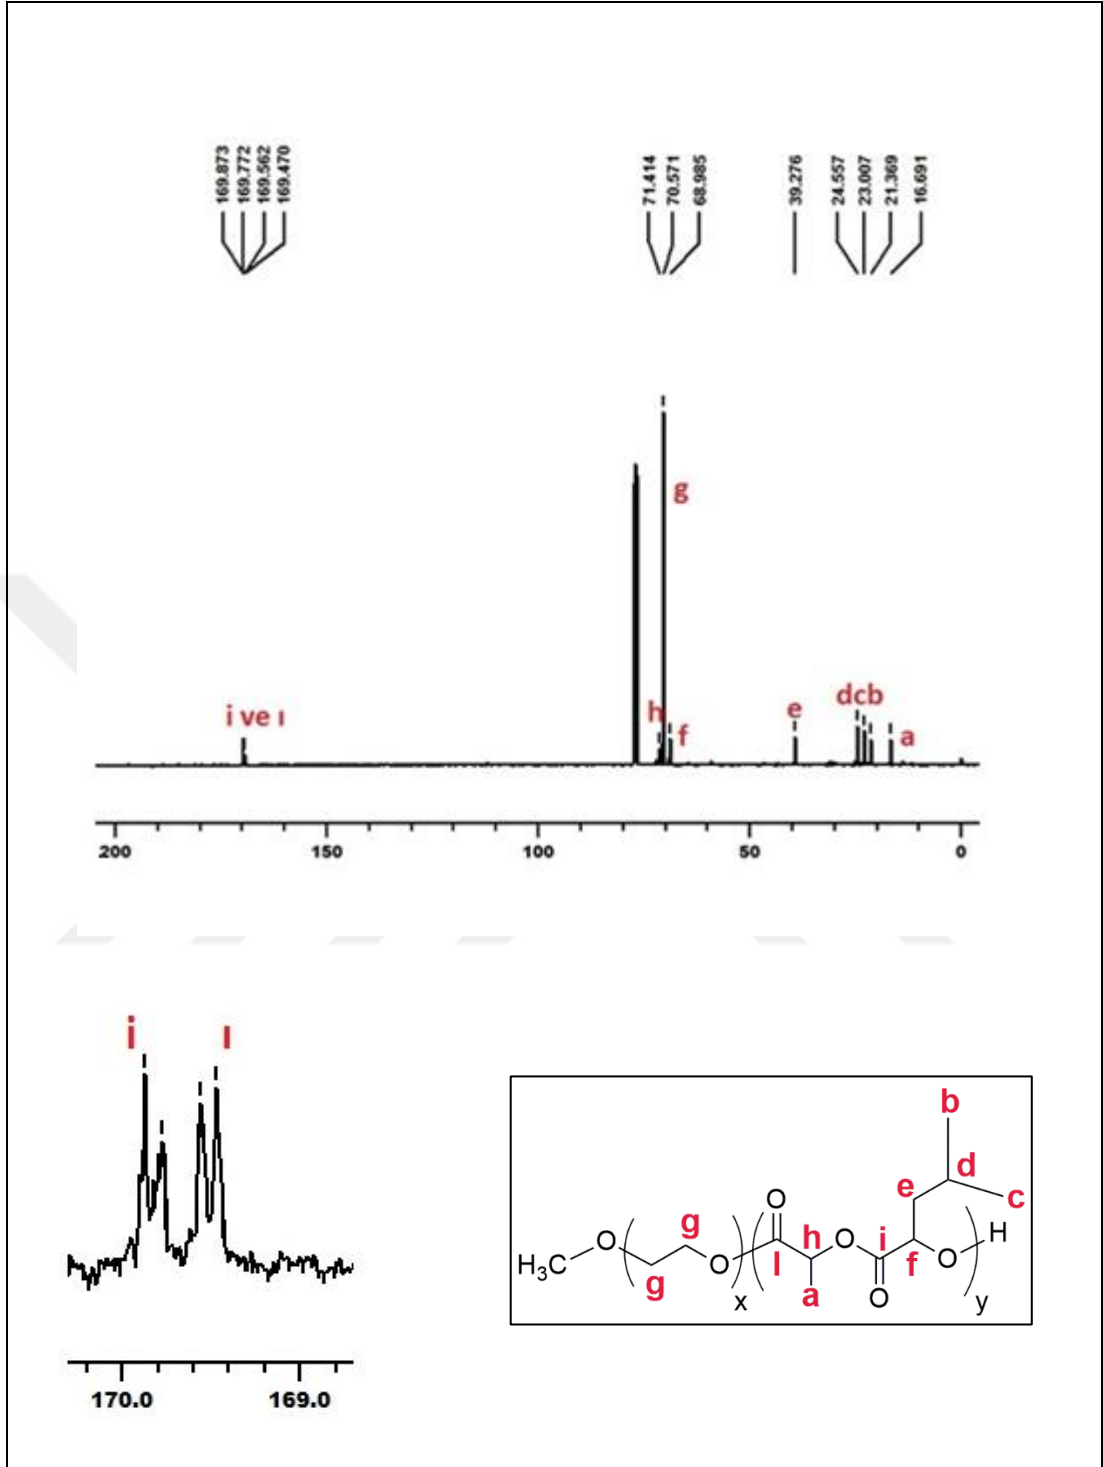 169.873
169.772
169.562
169.470
71.414
70.571
68.985
39.276
24.557
23.007
21.369
16.691
g
h
f
e
dcb
a
i ve ı
200 150 100 50 0
i ı
170.0 169.0
b
d
e
c
O
g
h
O
i
H
H₃C
O
O
l
f
O
g
a
O
x
y